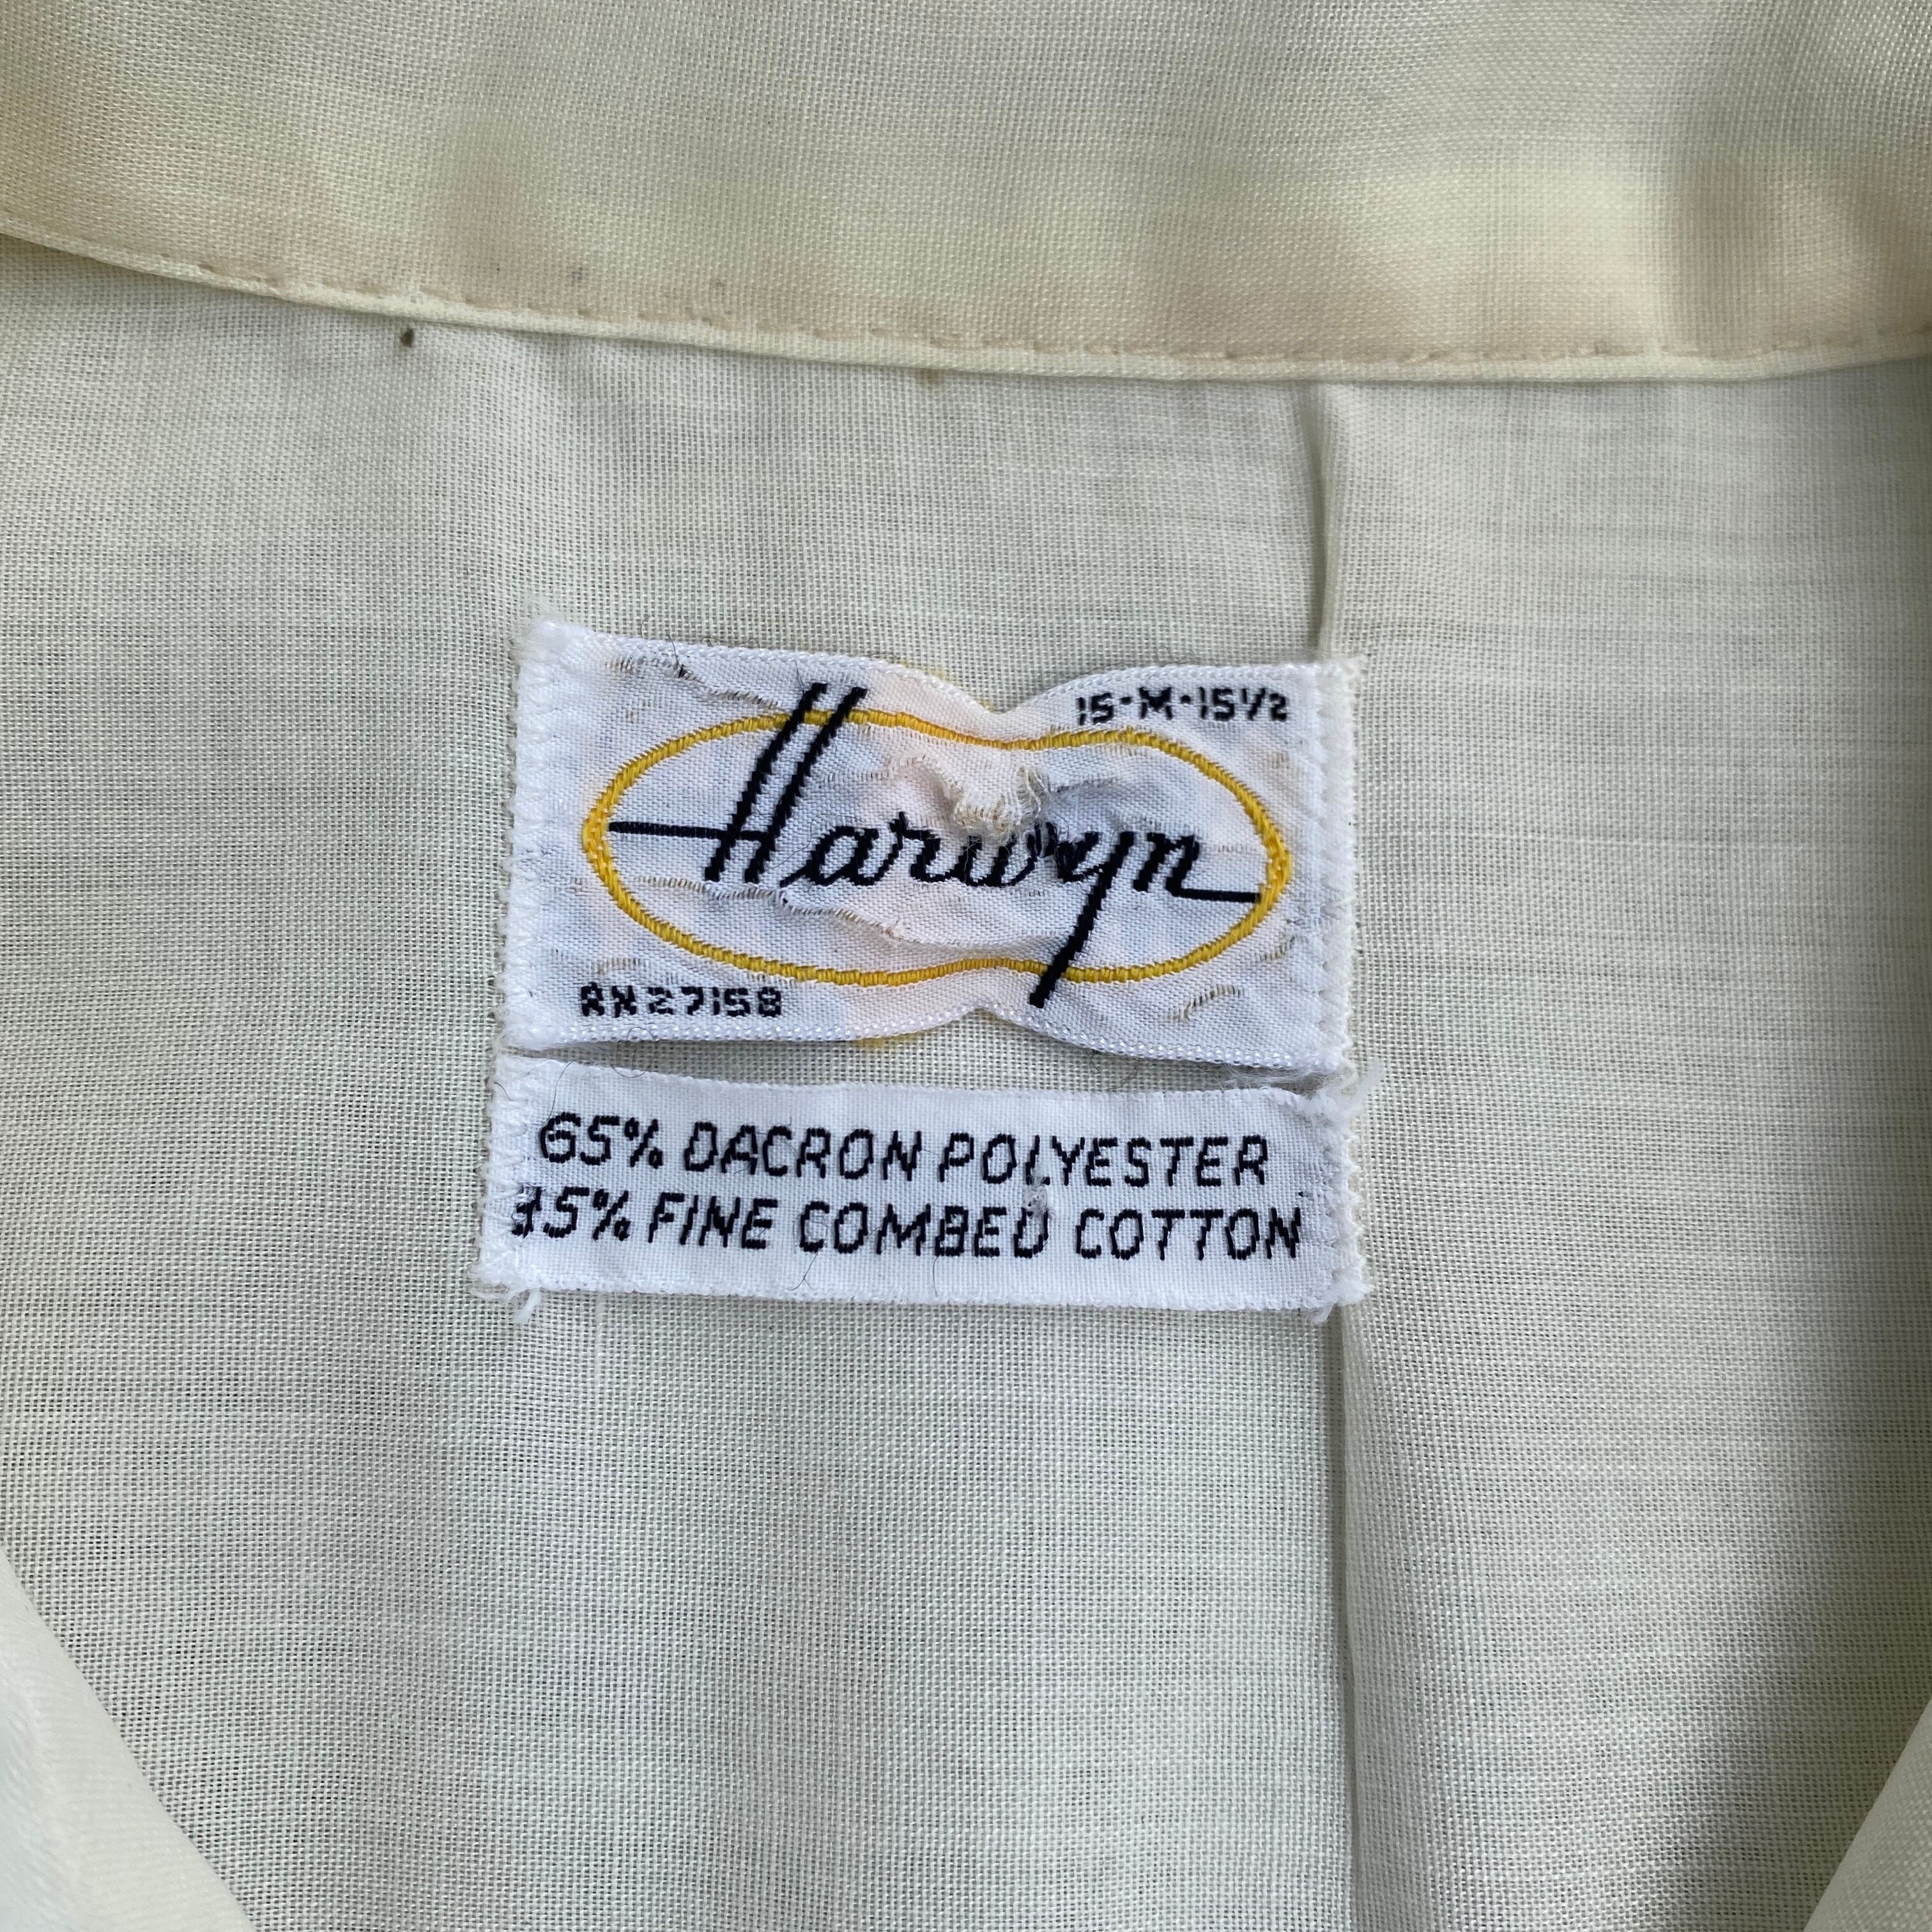 15-M-15½
Harwyn
RN27158
65% DACRON POLYESTER
35% FINE COMBED COTTON